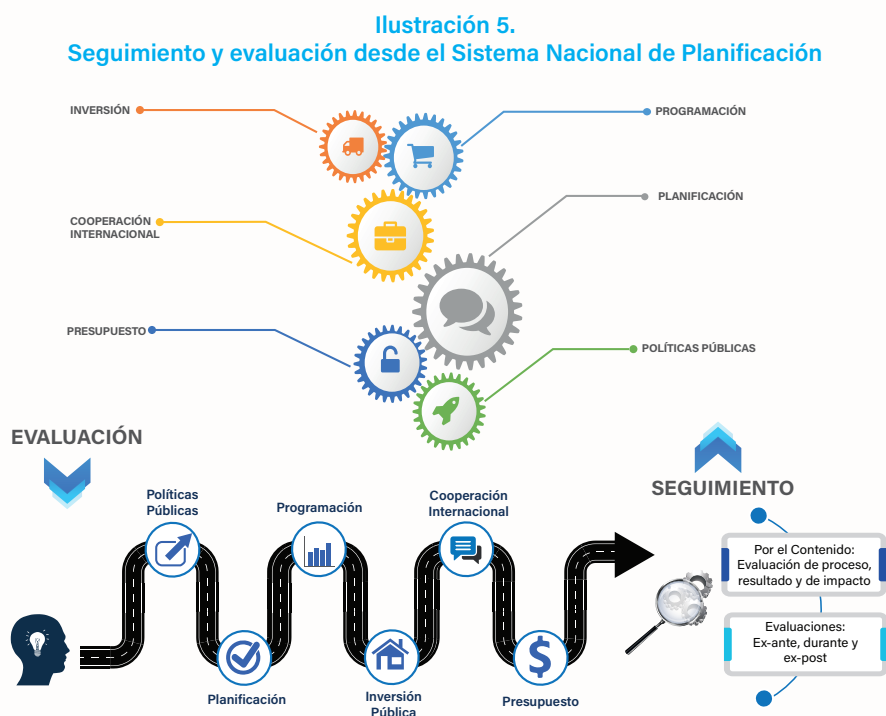 Ilustración 5.
Seguimiento y evaluación desde el Sistema Nacional de Planificación
INVERSIÓN
PROGRAMACIÓN
COOPERACIÓN
INTERNACIONAL
PLANIFICACIÓN
PRESUPUESTO
POLÍTICAS PÚBLICAS
EVALUACIÓN
SEGUIMIENTO
Políticas
Públicas
Programación
Cooperación
Internacional
Planificación
Inversión
Pública
$
Presupuesto
Por el Contenido:
Evaluación de proceso,
resultado y de impacto
Evaluaciones:
Ex-ante, durante y
ex-post